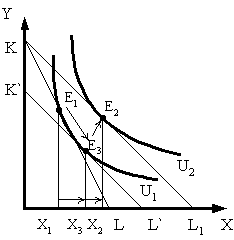 Y
K
K`
E₁
E₂
E₃
U₂
U₁
X₁ X₃ X₂ L L` L₁ X